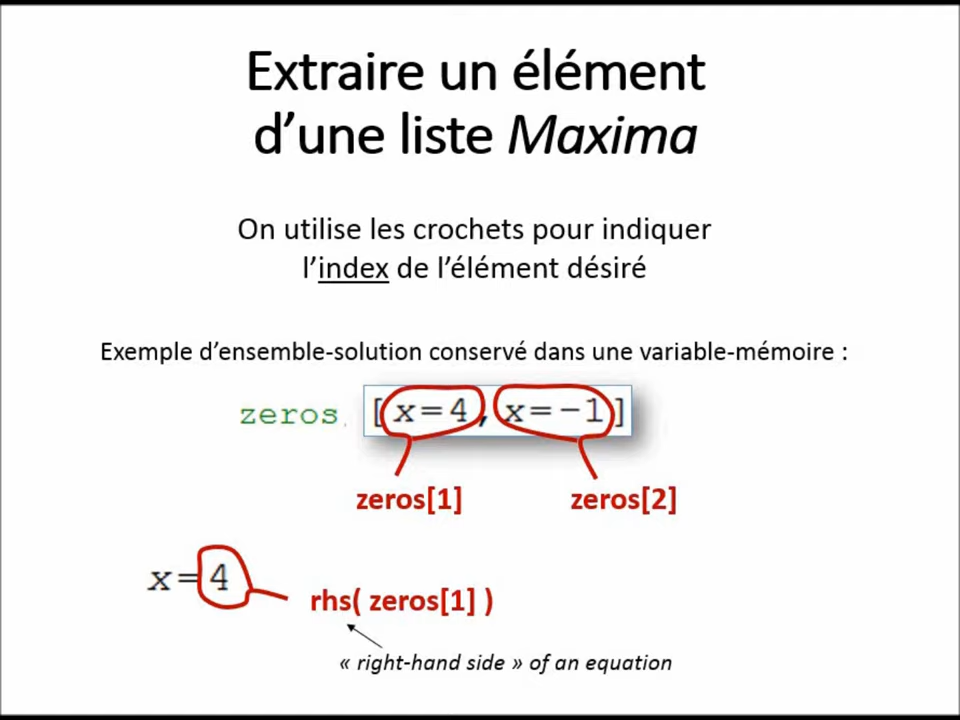 Extraire un élément
d’une liste Maxima
On utilise les crochets pour indiquer
l’index de l’élément désiré
Exemple d’ensemble-solution conservé dans une variable-mémoire :
zeros [x=4, x=−1]
zeros[1] zeros[2]
x=4
rhs( zeros[1] )
« right-hand side » of an equation